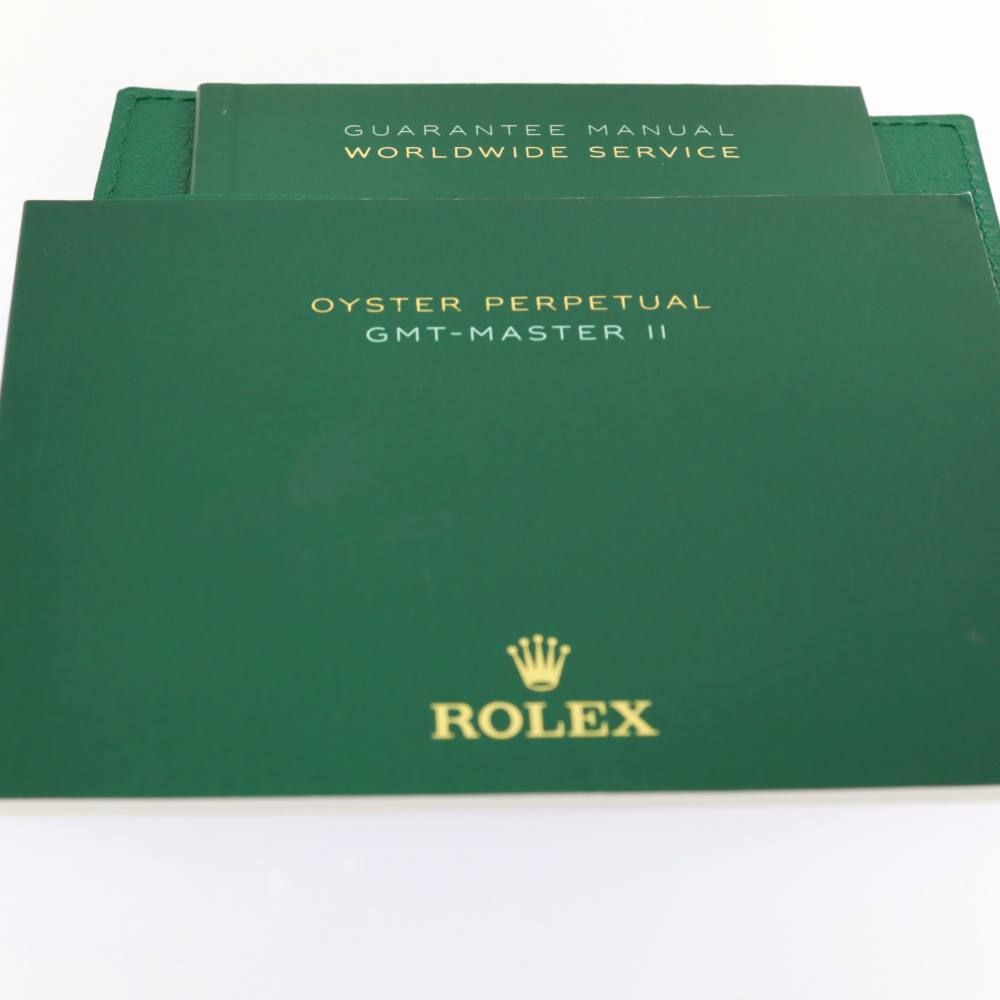 GUARANTEE MANUAL
WORLDWIDE SERVICE
OYSTER PERPETUAL
GMT-MASTER II
ROLEX